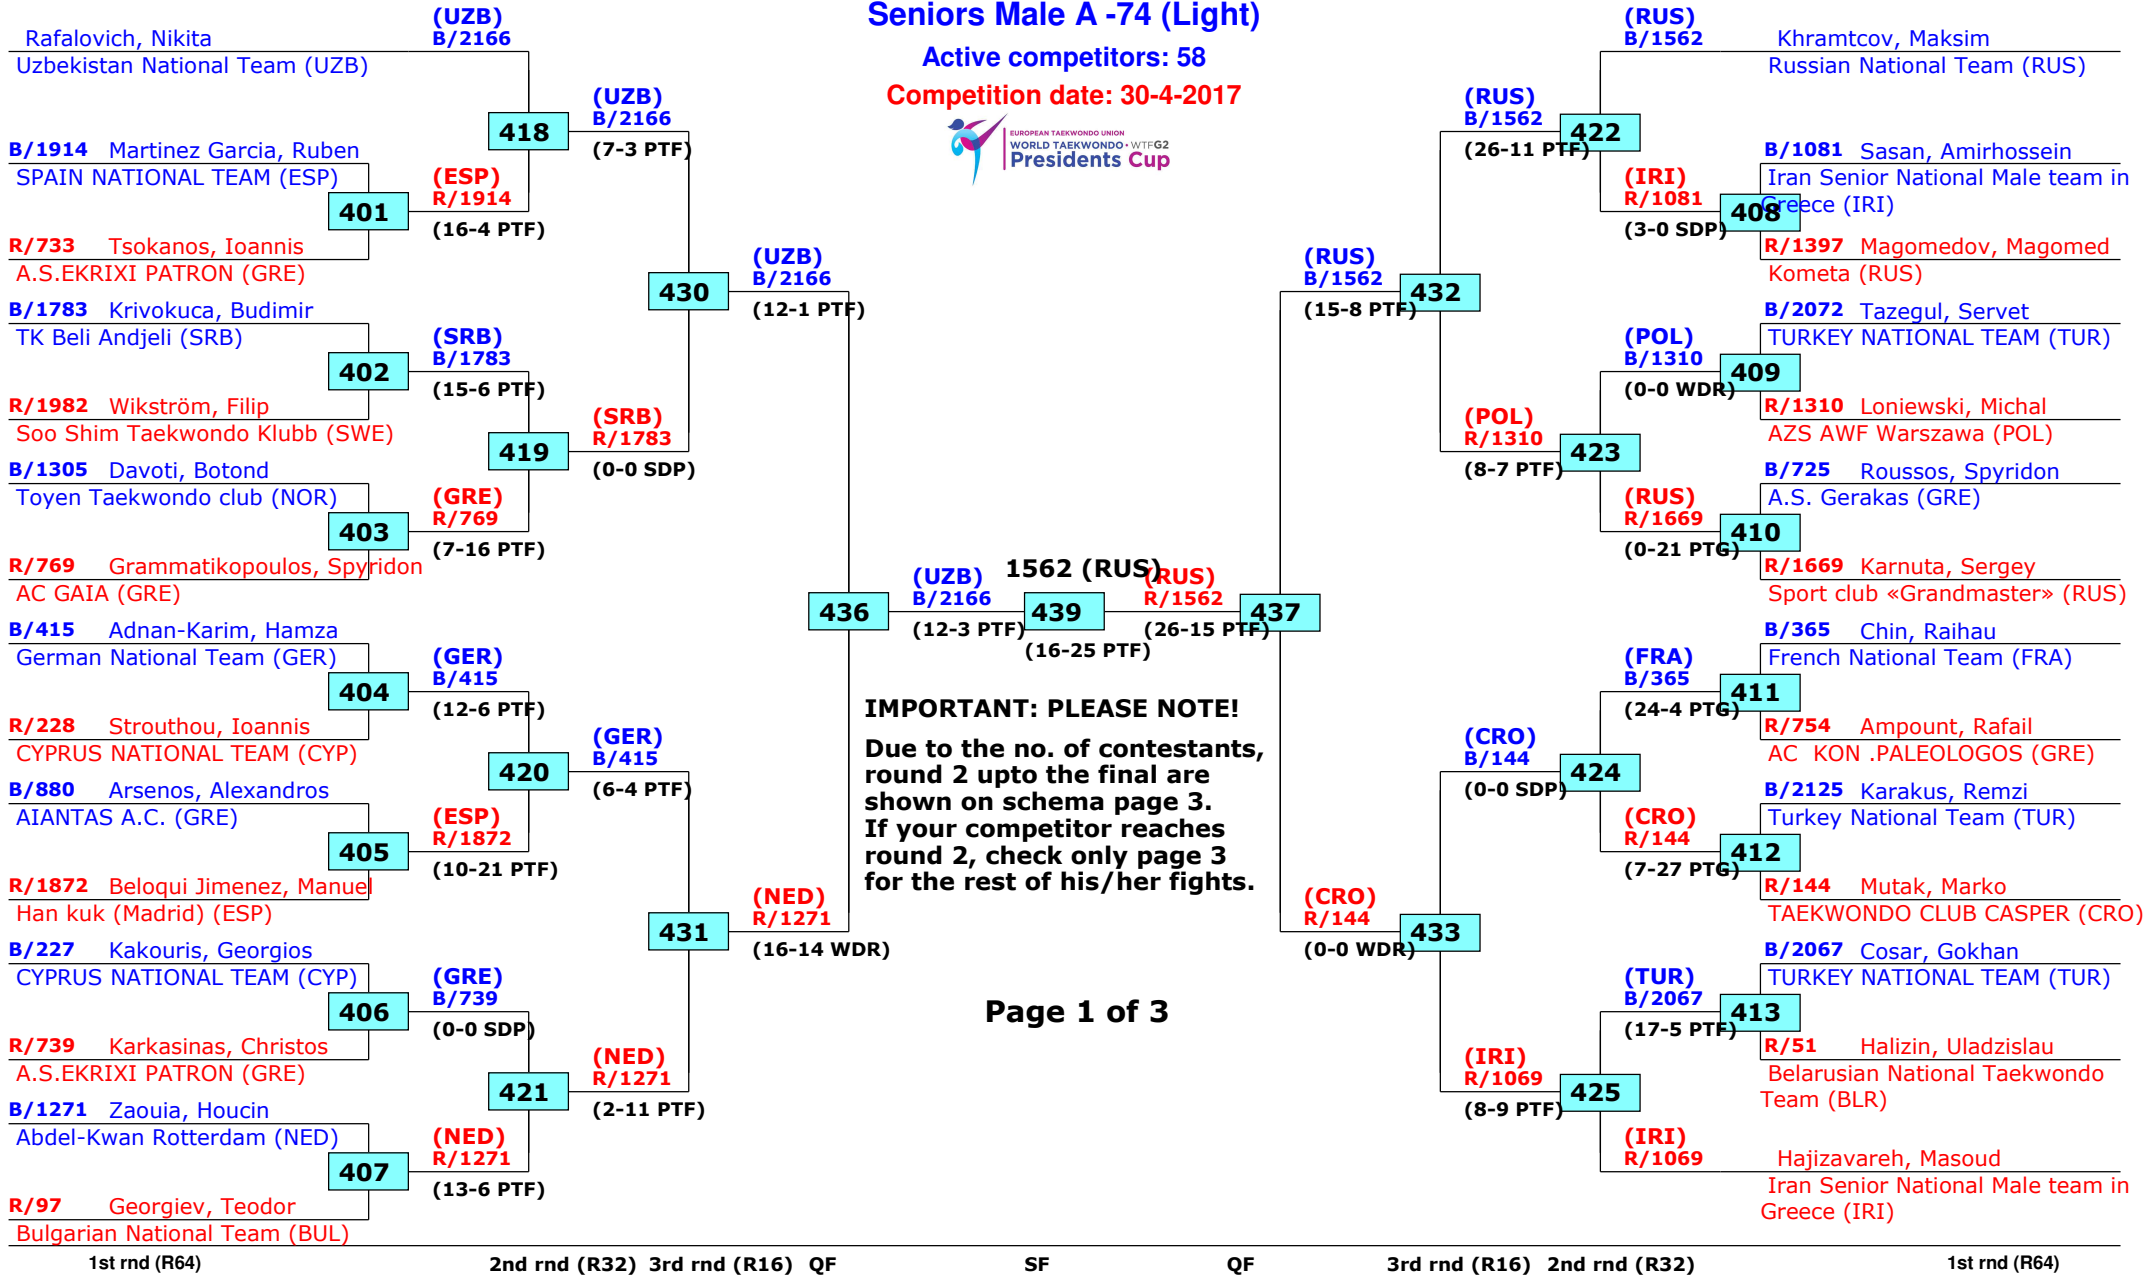 Seniors Male A -74 (Light)
Active competitors: 58
Competition date: 30-4-2017
EUROPEAN TAEKWONDO UNION
WORLD TAEKWONDO • WTFG2
Presidents Cup
Rafalovich, Nikita
Uzbekistan National Team (UZB)
B/1914 Martinez Garcia, Ruben
SPAIN NATIONAL TEAM (ESP)
401
R/733 Tsokanos, Ioannis
A.S.EKRIXI PATRON (GRE)
B/1783 Krivokuca, Budimir
TK Beli Andjeli (SRB)
402
R/1982 Wikström, Filip
Soo Shim Taekwondo Klubb (SWE)
B/1305 Davoti, Botond
Toyen Taekwondo club (NOR)
403
R/769 Grammatikopoulos, Spyridon
AC GAIA (GRE)
B/415 Adnan-Karim, Hamza
German National Team (GER)
404
R/228 Strouthou, Ioannis
CYPRUS NATIONAL TEAM (CYP)
B/880 Arsenos, Alexandros
AIANTAS A.C. (GRE)
405
R/1872 Beloqui Jimenez, Manuel
Han kuk (Madrid) (ESP)
B/227 Kakouris, Georgios
CYPRUS NATIONAL TEAM (CYP)
406
R/739 Karkasinas, Christos
A.S.EKRIXI PATRON (GRE)
B/1271 Zaouia, Houcin
Abdel-Kwan Rotterdam (NED)
407
R/97 Georgiev, Teodor
Bulgarian National Team (BUL)
(UZB)
B/2166
418
(ESP)
R/1914
(16-4 PTF)
(SRB)
B/1783
(15-6 PTF)
419
(GRE)
R/769
(7-16 PTF)
(GER)
B/415
(12-6 PTF)
420
(ESP)
R/1872
(10-21 PTF)
(GRE)
B/739
(0-0 SDP)
421
(NED)
R/1271
(13-6 PTF)
(UZB)
B/2166
(7-3 PTF)
430
(SRB)
R/1783
(0-0 SDP)
(GER)
B/415
(6-4 PTF)
431
(NED)
R/1271
(2-11 PTF)
(UZB)
B/2166
(12-1 PTF)
436
(NED)
R/1271
(16-14 WDR)
(UZB)
B/2166
(12-3 PTF)
1562 (RUS)
439
(16-25 PTF)
(RUS)
R/1562
(26-15 PTF)
IMPORTANT: PLEASE NOTE!
Due to the no. of contestants,
round 2 upto the final are
shown on schema page 3.
If your competitor reaches
round 2, check only page 3
for the rest of his/her fights.
Page 1 of 3
(RUS)
B/1562
(15-8 PTF)
437
(CRO)
R/144
(0-0 WDR)
(RUS)
B/1562
(26-11 PTF)
432
(POL)
R/1310
(8-7 PTF)
(CRO)
B/144
(0-0 SDP)
433
(IRI)
R/1069
(8-9 PTF)
(RUS)
B/1562
422
(IRI)
R/1081
(3-0 SDP)
(POL)
B/1310
(0-0 WDR)
423
(RUS)
R/1669
(0-21 PTG)
(FRA)
B/365
(24-4 PTG)
424
(CRO)
R/144
(7-27 PTG)
(TUR)
B/2067
(17-5 PTF)
425
(IRI)
R/1069
Khramtcov, Maksim
Russian National Team (RUS)
B/1081 Sasan, Amirhossein
Iran Senior National Male team in
Greece (IRI)
408
R/1397 Magomedov, Magomed
Kometa (RUS)
B/2072 Tazegul, Servet
TURKEY NATIONAL TEAM (TUR)
409
R/1310 Loniewski, Michal
AZS AWF Warszawa (POL)
B/725 Roussos, Spyridon
A.S. Gerakas (GRE)
410
R/1669 Karnuta, Sergey
Sport club «Grandmaster» (RUS)
B/365 Chin, Raihau
French National Team (FRA)
411
R/754 Ampount, Rafail
AC KON .PALEOLOGOS (GRE)
B/2125 Karakus, Remzi
Turkey National Team (TUR)
412
R/144 Mutak, Marko
TAEKWONDO CLUB CASPER (CRO)
B/2067 Cosar, Gokhan
TURKEY NATIONAL TEAM (TUR)
413
R/51 Halizin, Uladzislau
Belarusian National Taekwondo
Team (BLR)
Hajizavareh, Masoud
Iran Senior National Male team in
Greece (IRI)
1st rnd (R64) 2nd rnd (R32) 3rd rnd (R16) QF SF QF 3rd rnd (R16) 2nd rnd (R32) 1st rnd (R64)